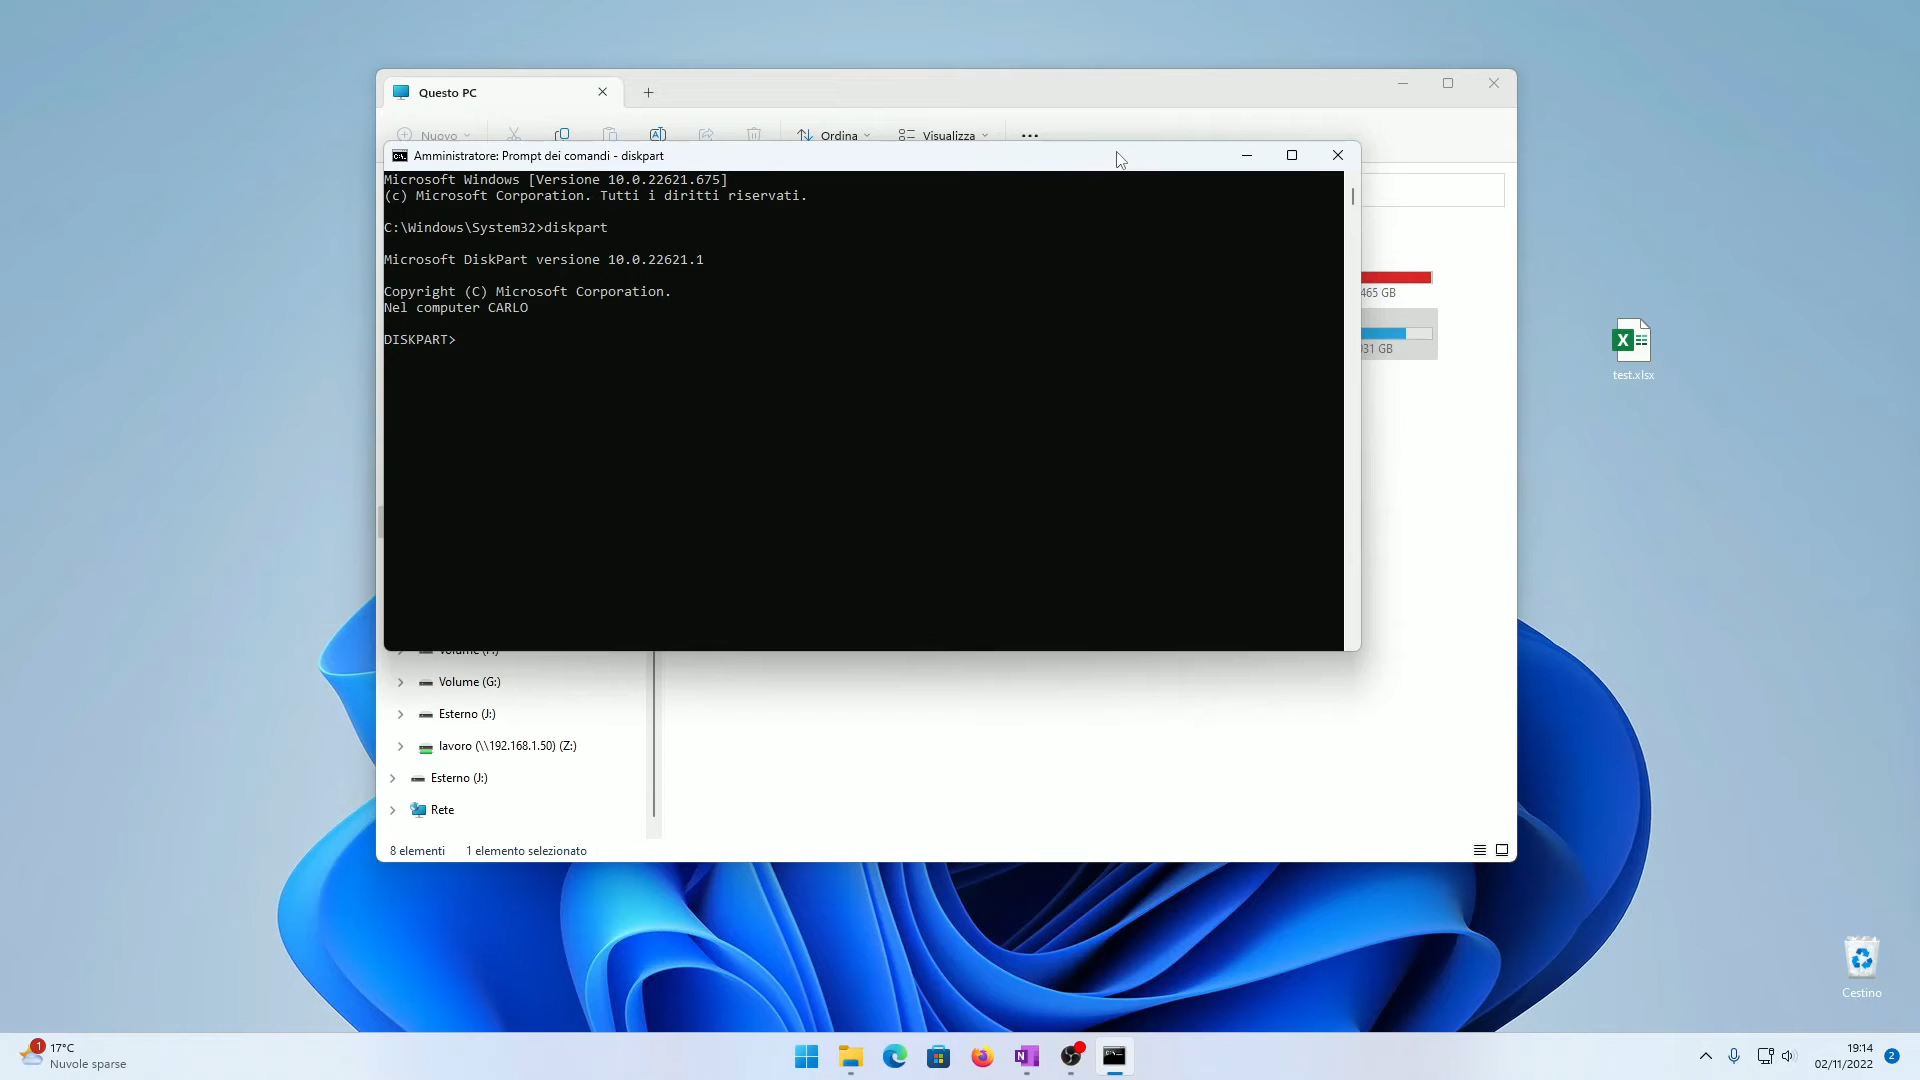 Questo PC
Nuovo
Ordina
Visualizza
Amministratore: Prompt dei comandi - diskpart
Microsoft Windows [Versione 10.0.22621.675]
(c) Microsoft Corporation. Tutti i diritti riservati.
C:\Windows\System32>diskpart
Microsoft DiskPart versione 10.0.22621.1
Copyright (C) Microsoft Corporation.
Nel computer CARLO
DISKPART>
465 GB
031 GB
test.xlsx
Volume (G:)
Esterno (J:)
lavoro (\\192.168.1.50) (Z:)
Esterno (J:)
Rete
8 elementi 1 elemento selezionato
Cestino
1
17°C
Nuvole sparse
19:14
02/11/2022
2